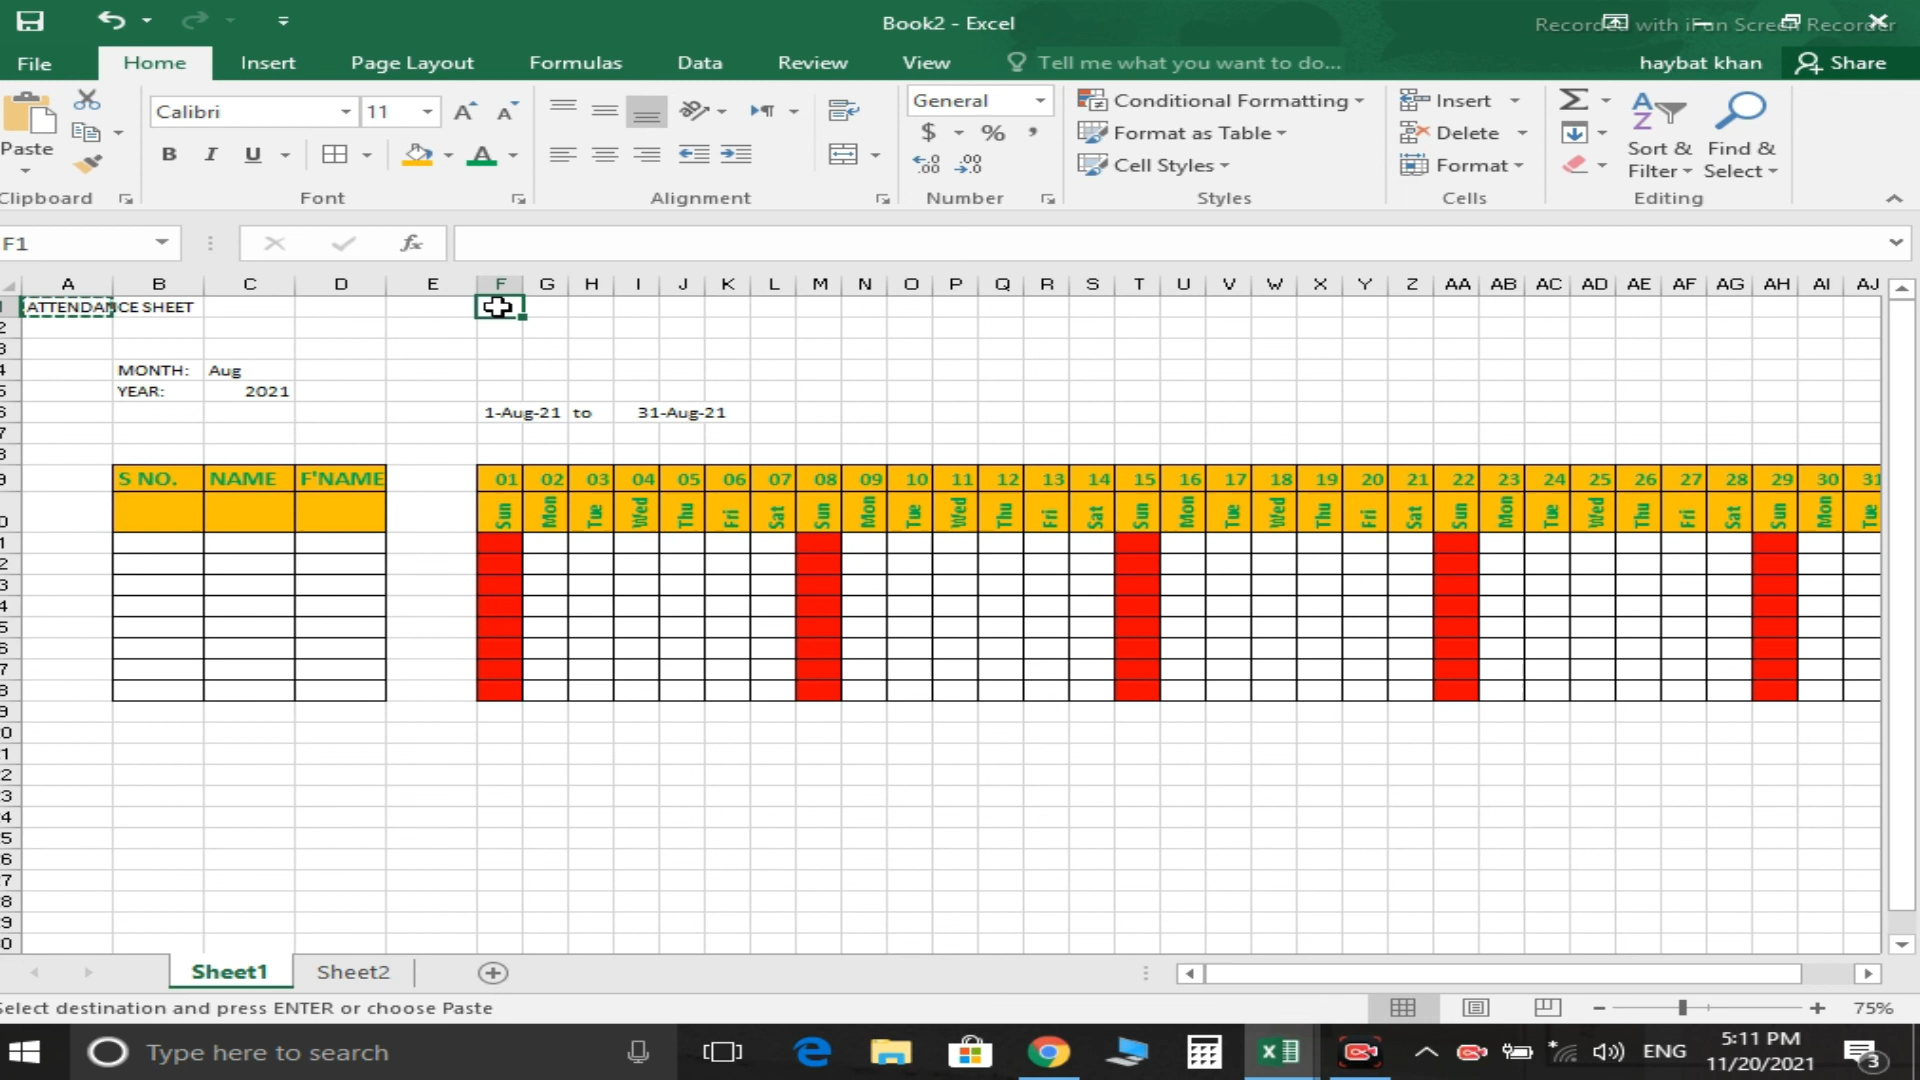 Book2 - Excel
Recorded with iFun Screen Recorder
File Home Insert Page Layout Formulas Data Review View Tell me what you want to do... haybat khan Share
Paste
Calibri 11
General
Conditional Formatting
Format as Table
Cell Styles
Insert
Delete
Format
Sort & Filter
Find & Select
Clipboard Font Alignment Number Styles Cells Editing
F1 fx
A B C D E F G H I J K L M N O P Q R S T U V W X Y Z AA AB AC AD AE AF AG AH AI AJ
ATTENDANCE SHEET
MONTH: Aug
YEAR: 2021
1-Aug-21 to 31-Aug-21
S NO. NAME F'NAME 01 02 03 04 05 06 07 08 09 10 11 12 13 14 15 16 17 18 19 20 21 22 23 24 25 26 27 28 29 30 31
Sun Mon Tue Wed Thu Fri Sat Sun Mon Tue Wed Thu Fri Sat Sun Mon Tue Wed Thu Fri Sat Sun Mon Tue Wed Thu Fri Sat Sun Mon Tue
Sheet1 Sheet2
Select destination and press ENTER or choose Paste 75%
Type here to search
ENG
5:11 PM
11/20/2021
3